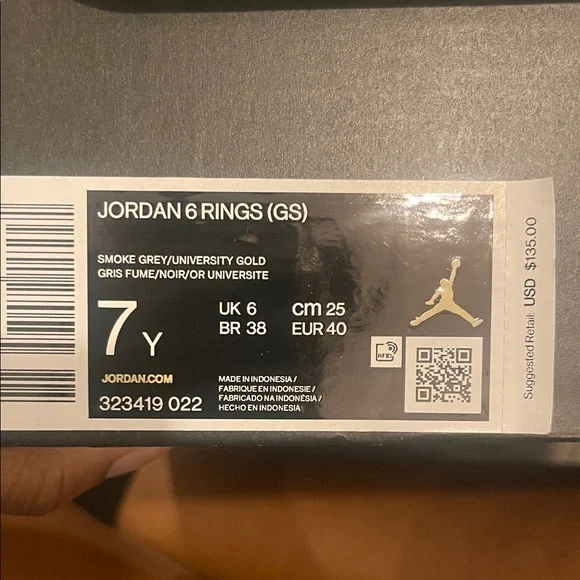 JORDAN 6 RINGS (GS)
SMOKE GREY/UNIVERSITY GOLD
GRIS FUME/NOIR/OR UNIVERSITE
7 Y
UK 6 cm 25
BR 38 EUR 40
RFID
JORDAN.COM
323419 022
MADE IN INDONESIA /
FABRIQUE EN INDONESIE /
FABRICADO NA INDONÉSIA /
HECHO EN INDONESIA
Suggested Retail: USD $135.00